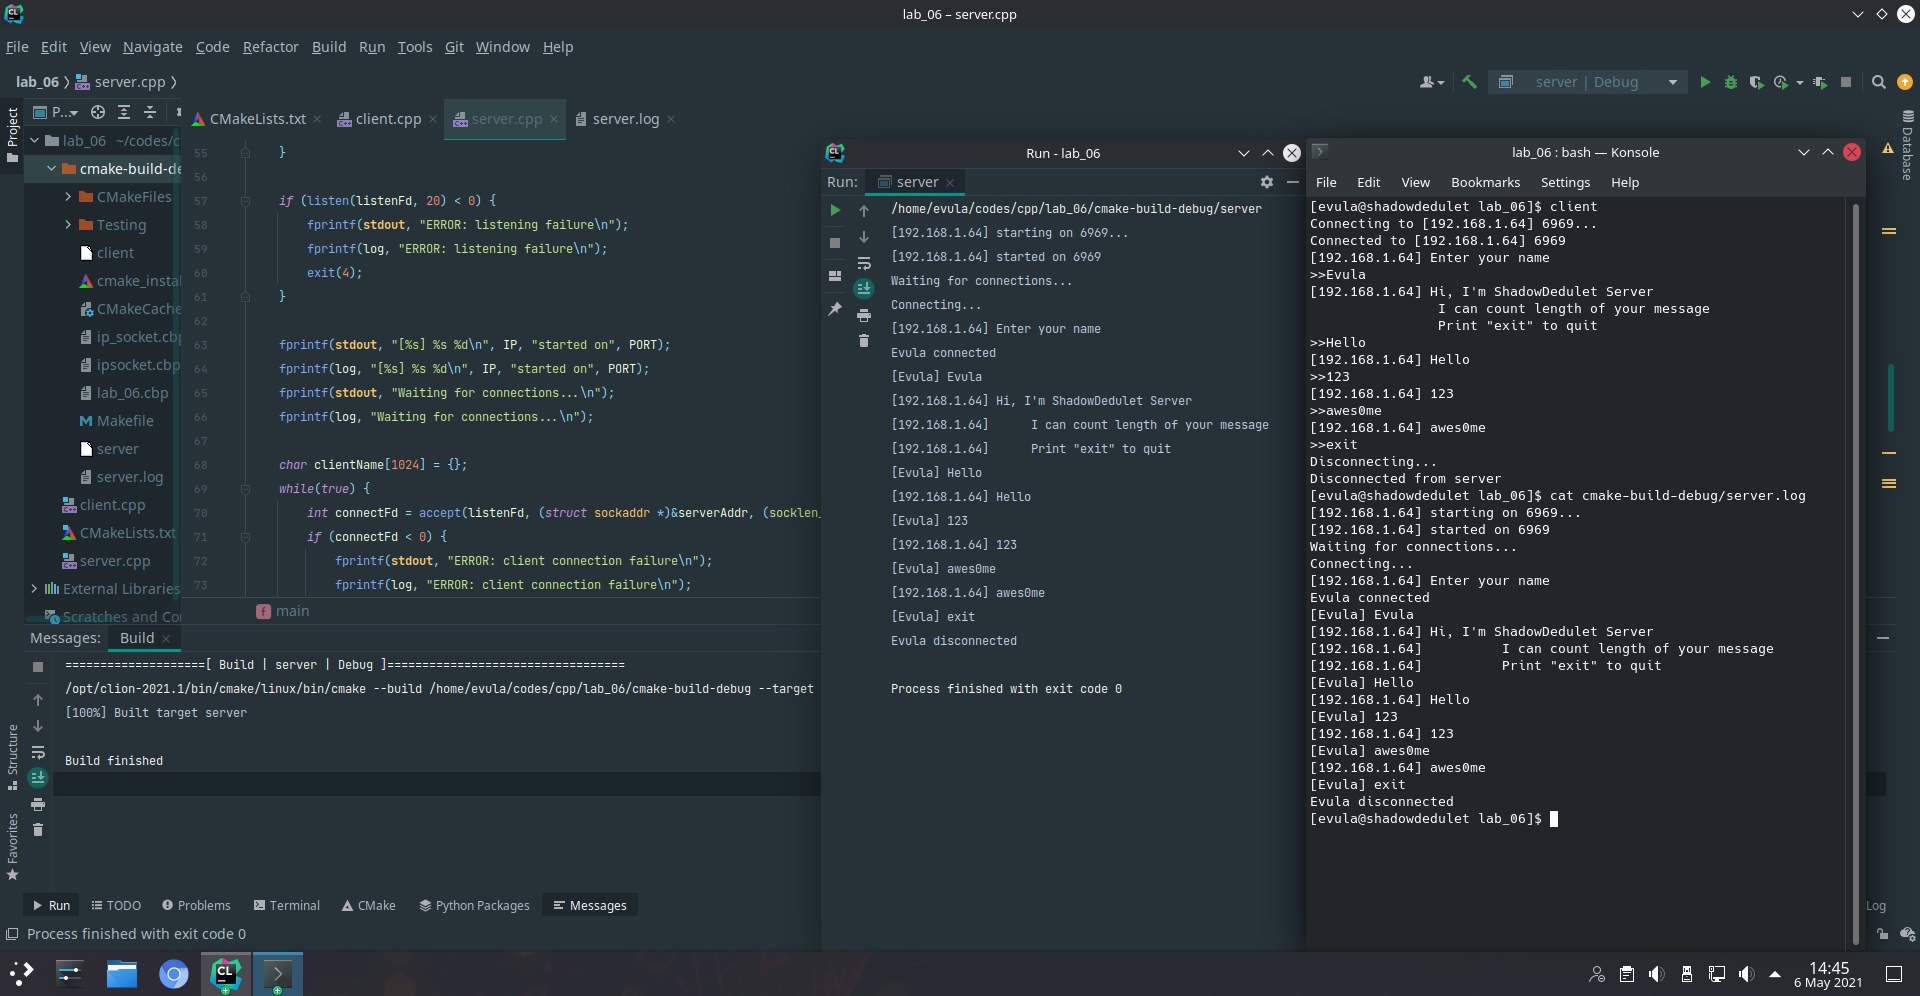 lab_06 – server.cpp
File Edit View Navigate Code Refactor Build Run Tools Git Window Help
lab_06 server.cpp
server | Debug
Project
P...
CMakeLists.txt
client.cpp
server.cpp
server.log
Database
lab_06 ~/codes/c
cmake-build-de
CMakeFiles
Testing
client
cmake_insta
CMakeCache
ip_socket.cb
ipsocket.cbp
lab_06.cbp
Makefile
server
server.log
client.cpp
CMakeLists.txt
server.cpp
External Libraries
Scratches and Co
55 }
56
57 if (listen(listenFd, 20) < 0) {
58 fprintf(stdout, "ERROR: listening failure\n");
59 fprintf(log, "ERROR: listening failure\n");
60 exit(4);
61 }
62
63 fprintf(stdout, "[%s] %s %d\n", IP, "started on", PORT);
64 fprintf(log, "[%s] %s %d\n", IP, "started on", PORT);
65 fprintf(stdout, "Waiting for connections...\n");
66 fprintf(log, "Waiting for connections...\n");
67
68 char clientName[1024] = {};
69 while(true) {
70 int connectFd = accept(listenFd, (struct sockaddr *)&serverAddr, (socklen_
71 if (connectFd < 0) {
72 fprintf(stdout, "ERROR: client connection failure\n");
73 fprintf(log, "ERROR: client connection failure\n");
f main
Messages: Build
====================[ Build | server | Debug ]==================================
/opt/clion-2021.1/bin/cmake/linux/bin/cmake --build /home/evula/codes/cpp/lab_06/cmake-build-debug --target
[100%] Built target server
Build finished
Structure
Favorites
Run - lab_06
Run: server
/home/evula/codes/cpp/lab_06/cmake-build-debug/server
[192.168.1.64] starting on 6969...
[192.168.1.64] started on 6969
Waiting for connections...
Connecting...
[192.168.1.64] Enter your name
Evula connected
[Evula] Evula
[192.168.1.64] Hi, I'm ShadowDedulet Server
[192.168.1.64] I can count length of your message
[192.168.1.64] Print "exit" to quit
[Evula] Hello
[192.168.1.64] Hello
[Evula] 123
[192.168.1.64] 123
[Evula] awes0me
[192.168.1.64] awes0me
[Evula] exit
Evula disconnected
Process finished with exit code 0
lab_06 : bash — Konsole
File Edit View Bookmarks Settings Help
[evula@shadowdedulet lab_06]$ client
Connecting to [192.168.1.64] 6969...
Connected to [192.168.1.64] 6969
[192.168.1.64] Enter your name
>>Evula
[192.168.1.64] Hi, I'm ShadowDedulet Server
I can count length of your message
Print "exit" to quit
>>Hello
[192.168.1.64] Hello
>>123
[192.168.1.64] 123
>>awes0me
[192.168.1.64] awes0me
>>exit
Disconnecting...
Disconnected from server
[evula@shadowdedulet lab_06]$ cat cmake-build-debug/server.log
[192.168.1.64] starting on 6969...
[192.168.1.64] started on 6969
Waiting for connections...
Connecting...
[192.168.1.64] Enter your name
Evula connected
[Evula] Evula
[192.168.1.64] Hi, I'm ShadowDedulet Server
[192.168.1.64] I can count length of your message
[192.168.1.64] Print "exit" to quit
[Evula] Hello
[192.168.1.64] Hello
[Evula] 123
[192.168.1.64] 123
[Evula] awes0me
[192.168.1.64] awes0me
[Evula] exit
Evula disconnected
[evula@shadowdedulet lab_06]$
Run TODO Problems Terminal CMake Python Packages Messages
Log
Process finished with exit code 0
CL
14:45
6 May 2021